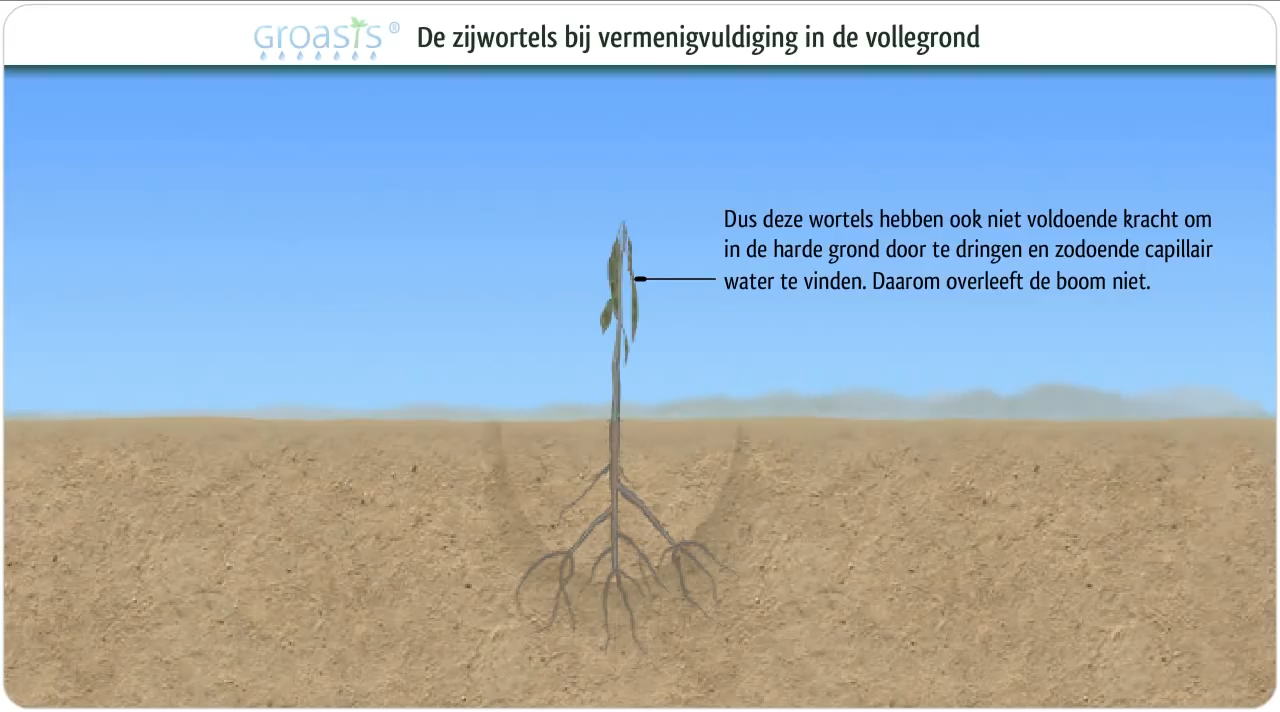 GROASIS® De zijwortels bij vermenigvuldiging in de vollegrond
Dus deze wortels hebben ook niet voldoende kracht om
in de harde grond door te dringen en zodoende capillair
water te vinden. Daarom overleeft de boom niet.